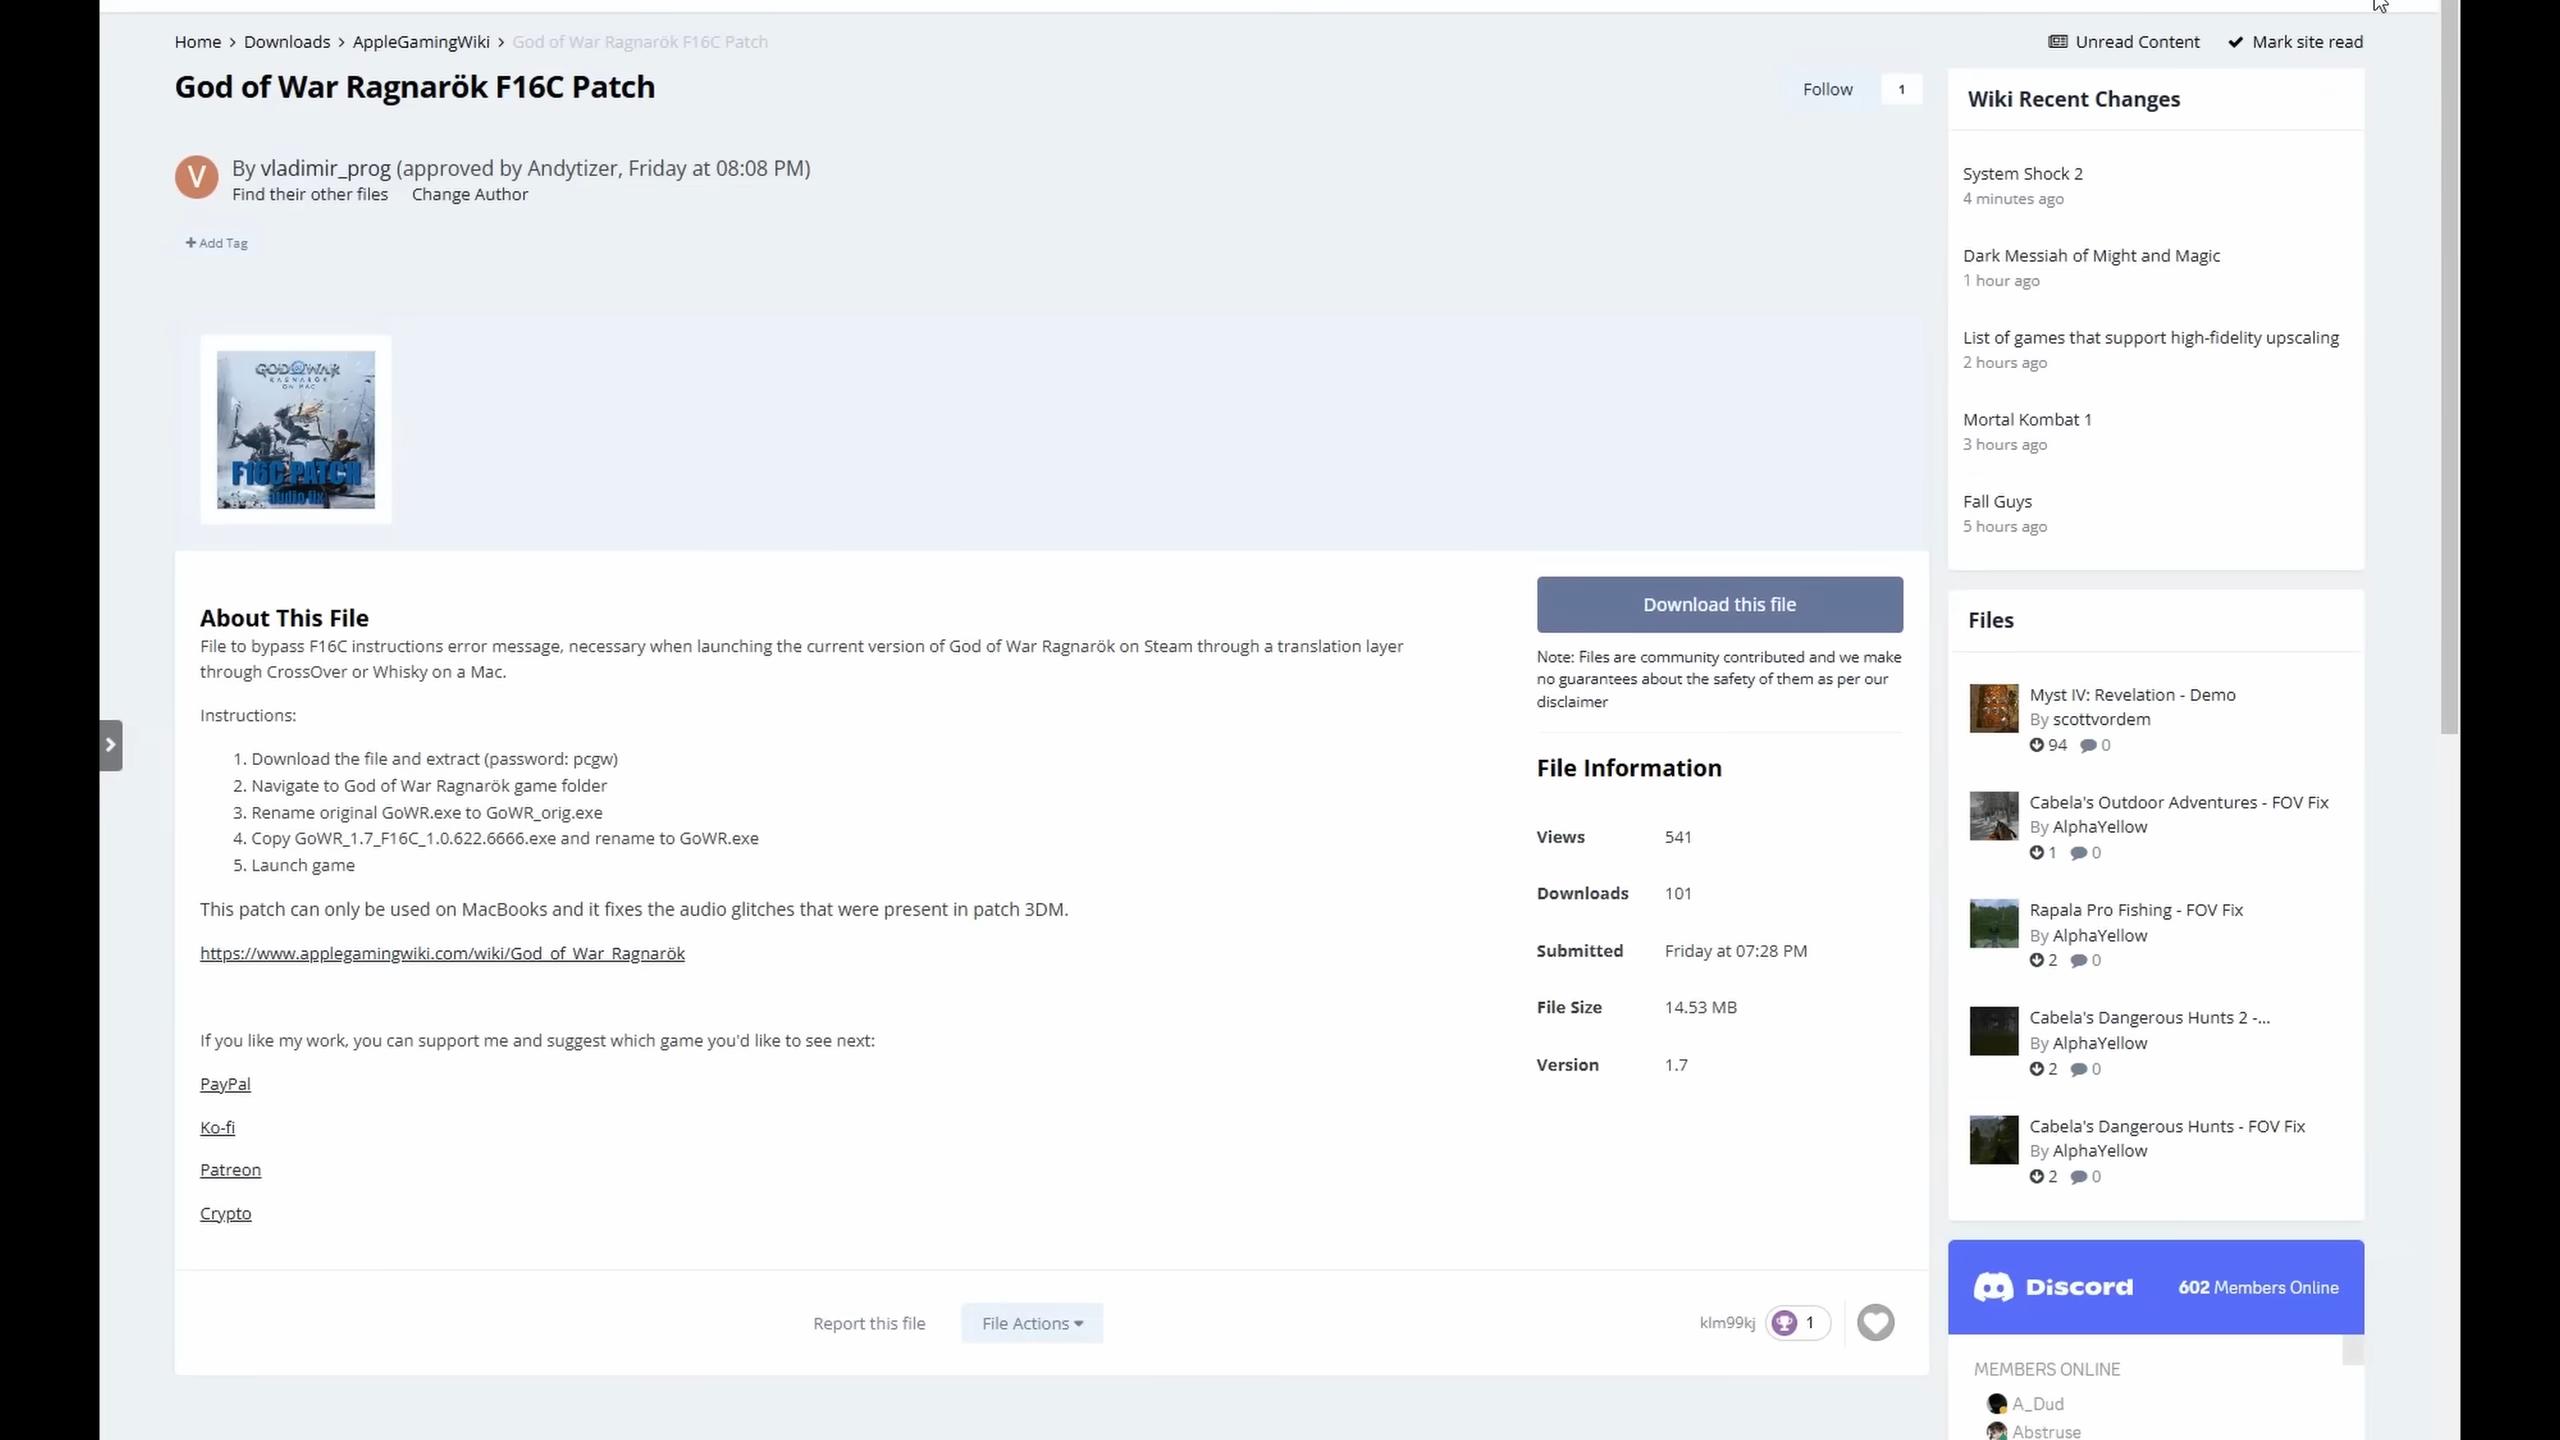 Home > Downloads > AppleGamingWiki > God of War Ragnarök F16C Patch
Unread Content
Mark site read
God of War Ragnarök F16C Patch
Follow 1
V
By vladimir_prog (approved by Andytizer, Friday at 08:08 PM)
Find their other files Change Author
+ Add Tag
GOD OF WAR
RAGNARÖK
ON MAC
F16C PATCH
audio fix
About This File
File to bypass F16C instructions error message, necessary when launching the current version of God of War Ragnarök on Steam through a translation layer
through CrossOver or Whisky on a Mac.
Instructions:
1. Download the file and extract (password: pcgw)
2. Navigate to God of War Ragnarök game folder
3. Rename original GoWR.exe to GoWR_orig.exe
4. Copy GoWR_1.7_F16C_1.0.622.6666.exe and rename to GoWR.exe
5. Launch game
This patch can only be used on MacBooks and it fixes the audio glitches that were present in patch 3DM.
https://www.applegamingwiki.com/wiki/God_of_War_Ragnarök
If you like my work, you can support me and suggest which game you'd like to see next:
PayPal
Ko-fi
Patreon
Crypto
Download this file
Note: Files are community contributed and we make
no guarantees about the safety of them as per our
disclaimer
File Information
Views 541
Downloads 101
Submitted Friday at 07:28 PM
File Size 14.53 MB
Version 1.7
Report this file
File Actions
klm99kj 1
Wiki Recent Changes
System Shock 2
4 minutes ago
Dark Messiah of Might and Magic
1 hour ago
List of games that support high-fidelity upscaling
2 hours ago
Mortal Kombat 1
3 hours ago
Fall Guys
5 hours ago
Files
Myst IV: Revelation - Demo
By scottvordem
94 0
Cabela's Outdoor Adventures - FOV Fix
By AlphaYellow
1 0
Rapala Pro Fishing - FOV Fix
By AlphaYellow
2 0
Cabela's Dangerous Hunts 2 -...
By AlphaYellow
2 0
Cabela's Dangerous Hunts - FOV Fix
By AlphaYellow
2 0
Discord
602 Members Online
MEMBERS ONLINE
A_Dud
Abstruse